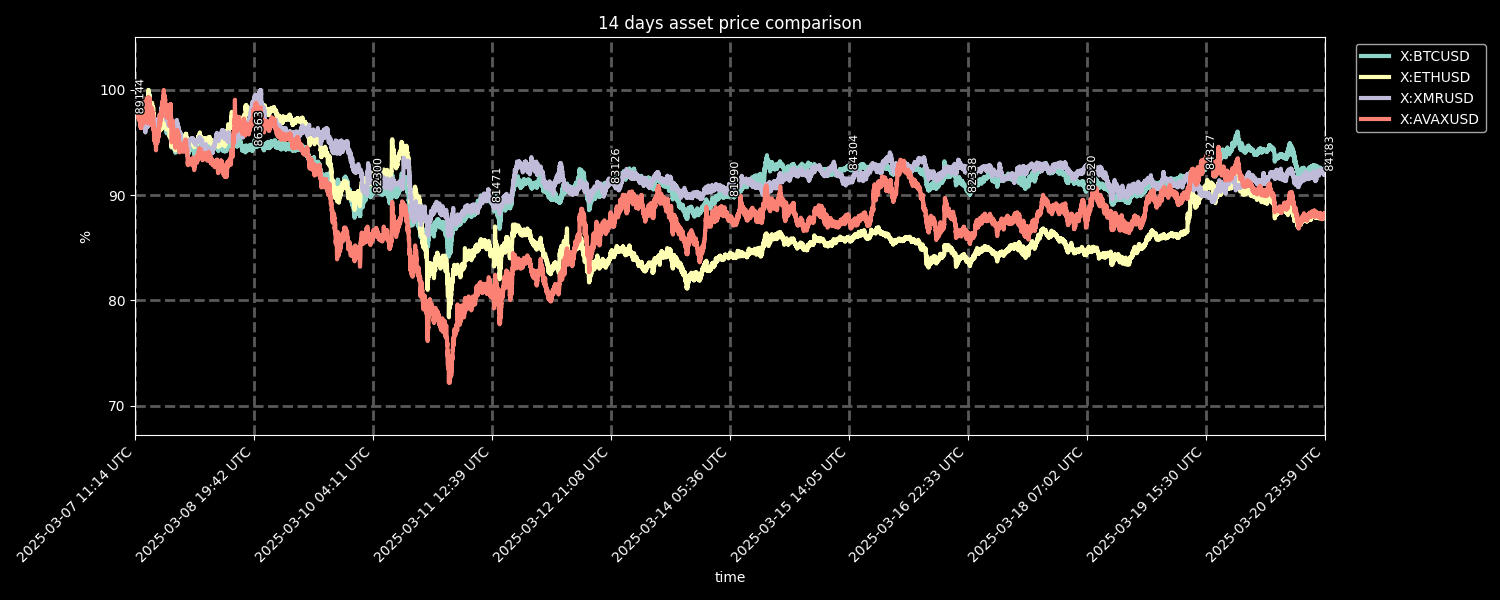 14 days asset price comparison
X:BTCUSD
X:ETHUSD
X:XMRUSD
X:AVAXUSD
%
100
90
80
70
89144
86363
82300
81471
83126
81990
84304
82338
82520
84327
84183
2025-03-07 11:14 UTC
2025-03-08 19:42 UTC
2025-03-10 04:11 UTC
2025-03-11 12:39 UTC
2025-03-12 21:08 UTC
2025-03-14 05:36 UTC
2025-03-15 14:05 UTC
2025-03-16 22:33 UTC
2025-03-18 07:02 UTC
2025-03-19 15:30 UTC
2025-03-20 23:59 UTC
time